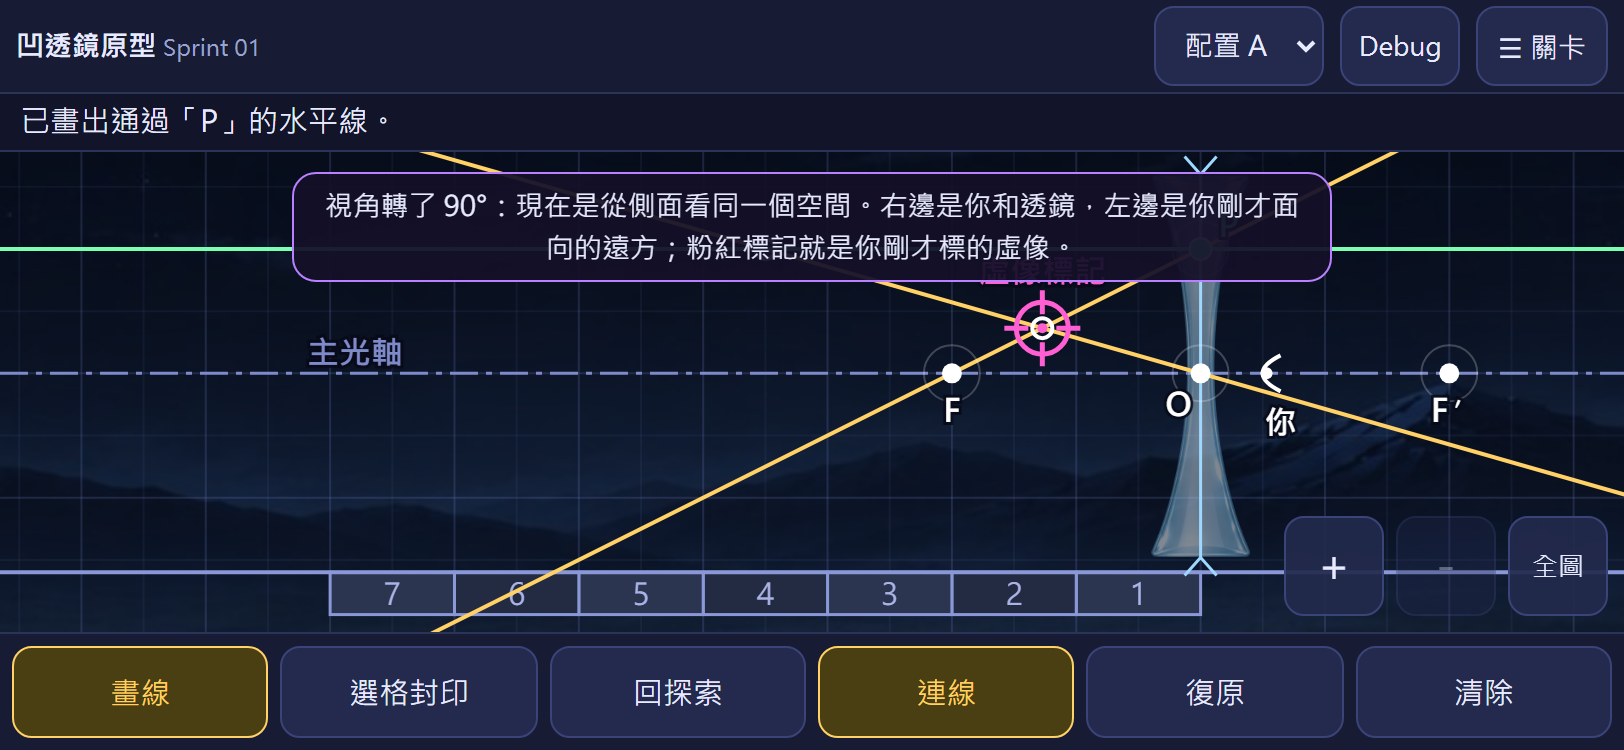 凹透鏡原型 Sprint 01
配置 A
Debug
☰ 關卡
已畫出通過「P」的水平線。
視角轉了 90°：現在是從側面看同一個空間。右邊是你和透鏡，左邊是你剛才面
向的遠方；粉紅標記就是你剛才標的虛像。
虛像標記
主光軸
F
O
你
F′
7 6 5 4 3 2 1
+
-
全圖
畫線
選格封印
回探索
連線
復原
清除